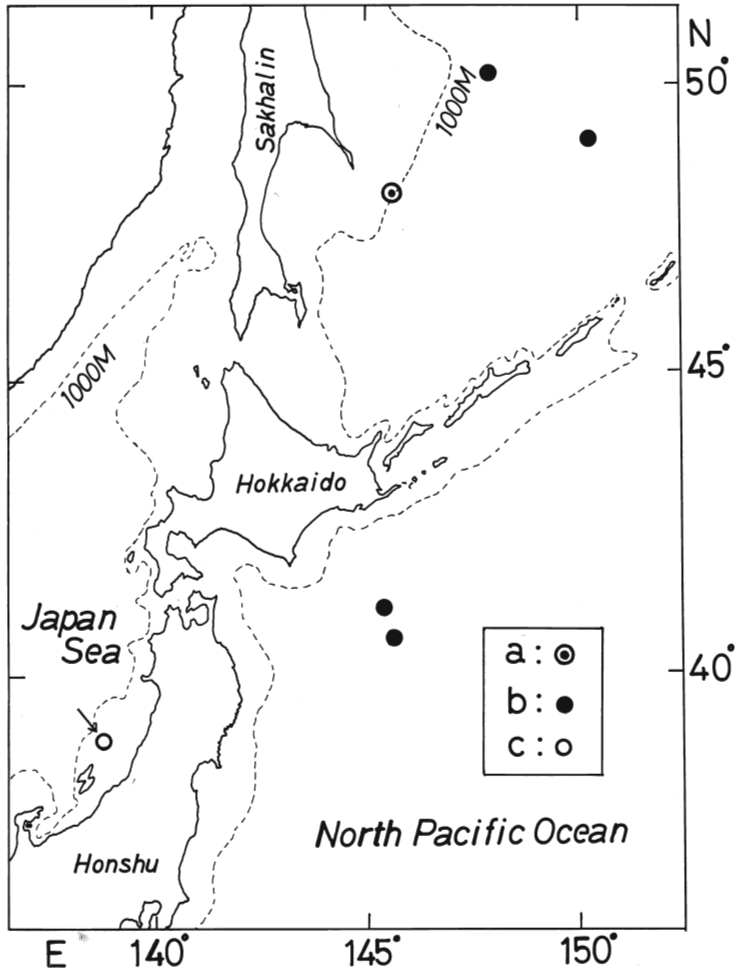 N
50°
1000M
Sakhalin
1000M
45°
Hokkaido
Japan
Sea
40°
a:
b:
c:
North Pacific Ocean
Honshu
E
140°
145°
150°